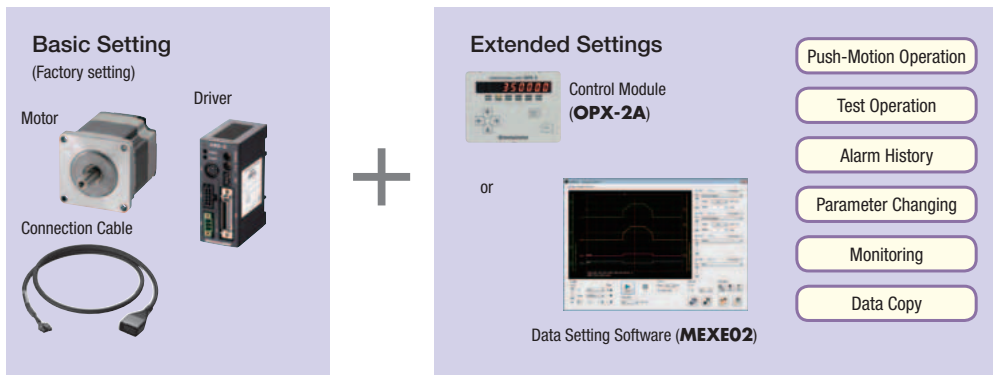 Basic Setting
(Factory setting)
Motor
Driver
Connection Cable
Extended Settings
350000
Control Module
(OPX-2A)
or
Data Setting Software (MEXE02)
Push-Motion Operation
Test Operation
Alarm History
Parameter Changing
Monitoring
Data Copy